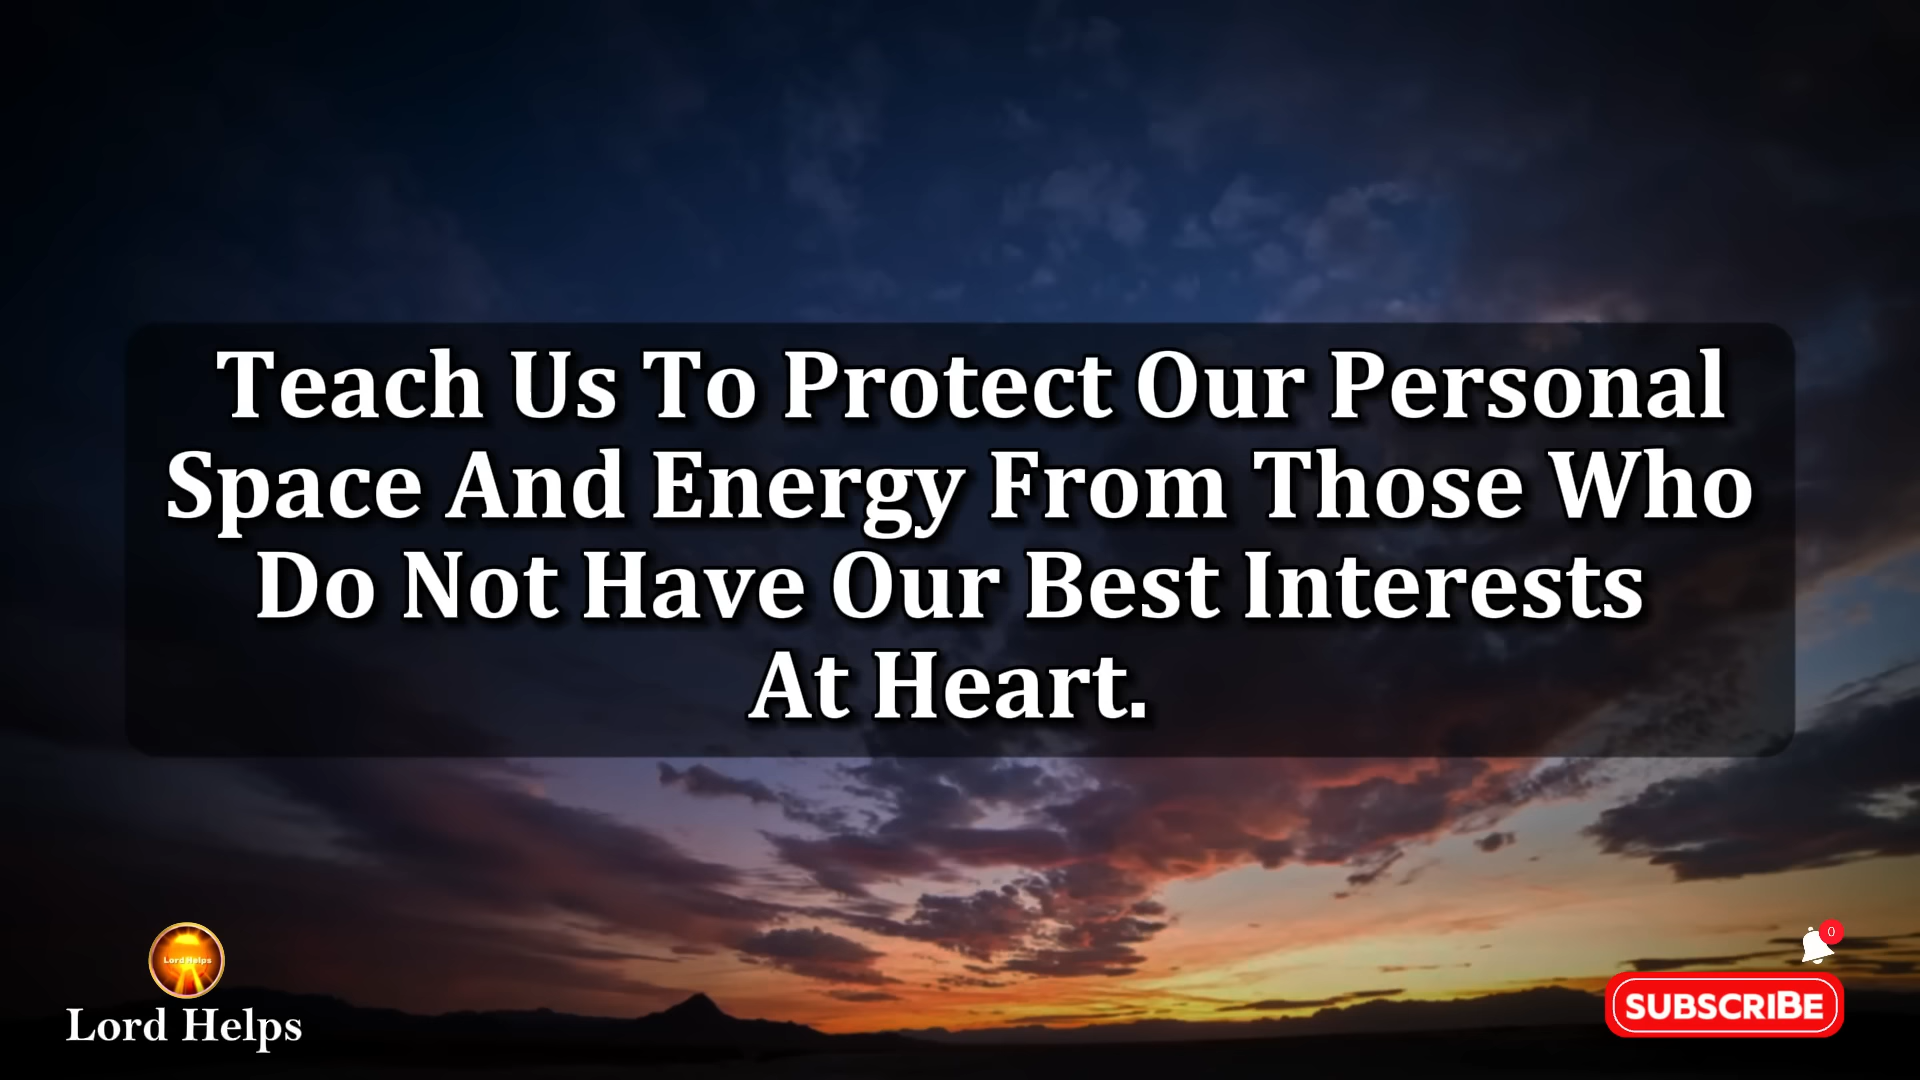 Teach Us To Protect Our Personal
Space And Energy From Those Who
Do Not Have Our Best Interests
At Heart.
Lord Helps
Lord Helps
0
SUBSCRIBE